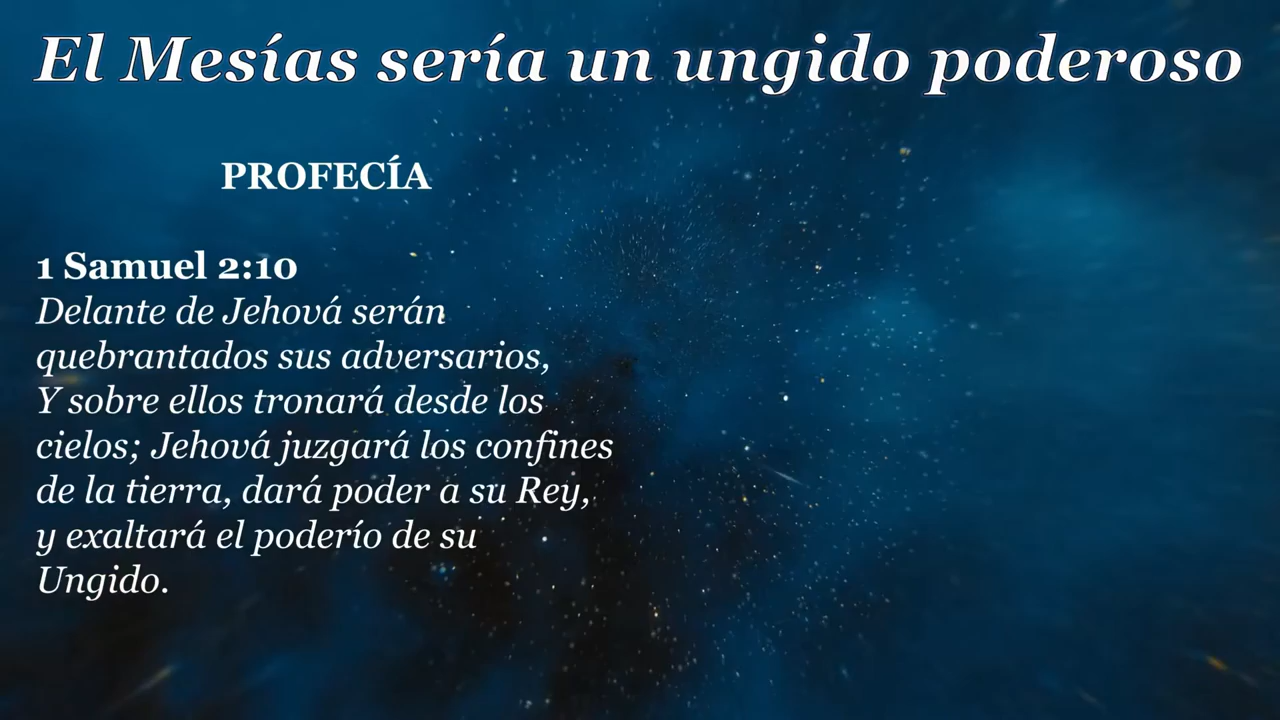 El Mesías sería un ungido poderoso
PROFECÍA
1 Samuel 2:10
Delante de Jehová serán
quebrantados sus adversarios,
Y sobre ellos tronará desde los
cielos; Jehová juzgará los confines
de la tierra, dará poder a su Rey,
y exaltará el poderío de su
Ungido.